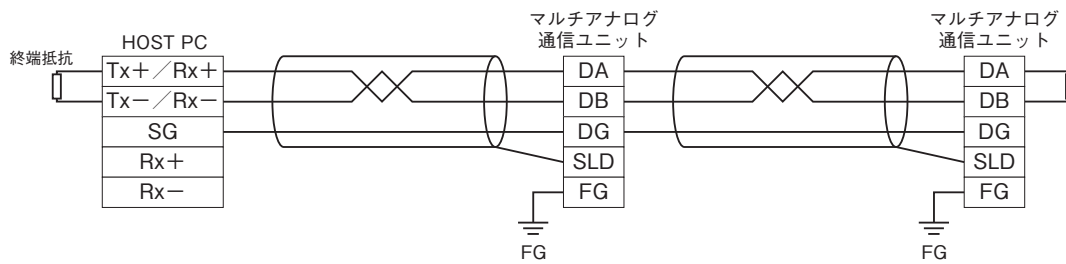 終端抵抗
HOST PC
Tx+／Rx+
Tx−／Rx−
SG
Rx+
Rx−
マルチアナログ
通信ユニット
DA
DB
DG
SLD
FG
FG
マルチアナログ
通信ユニット
DA
DB
DG
SLD
FG
FG